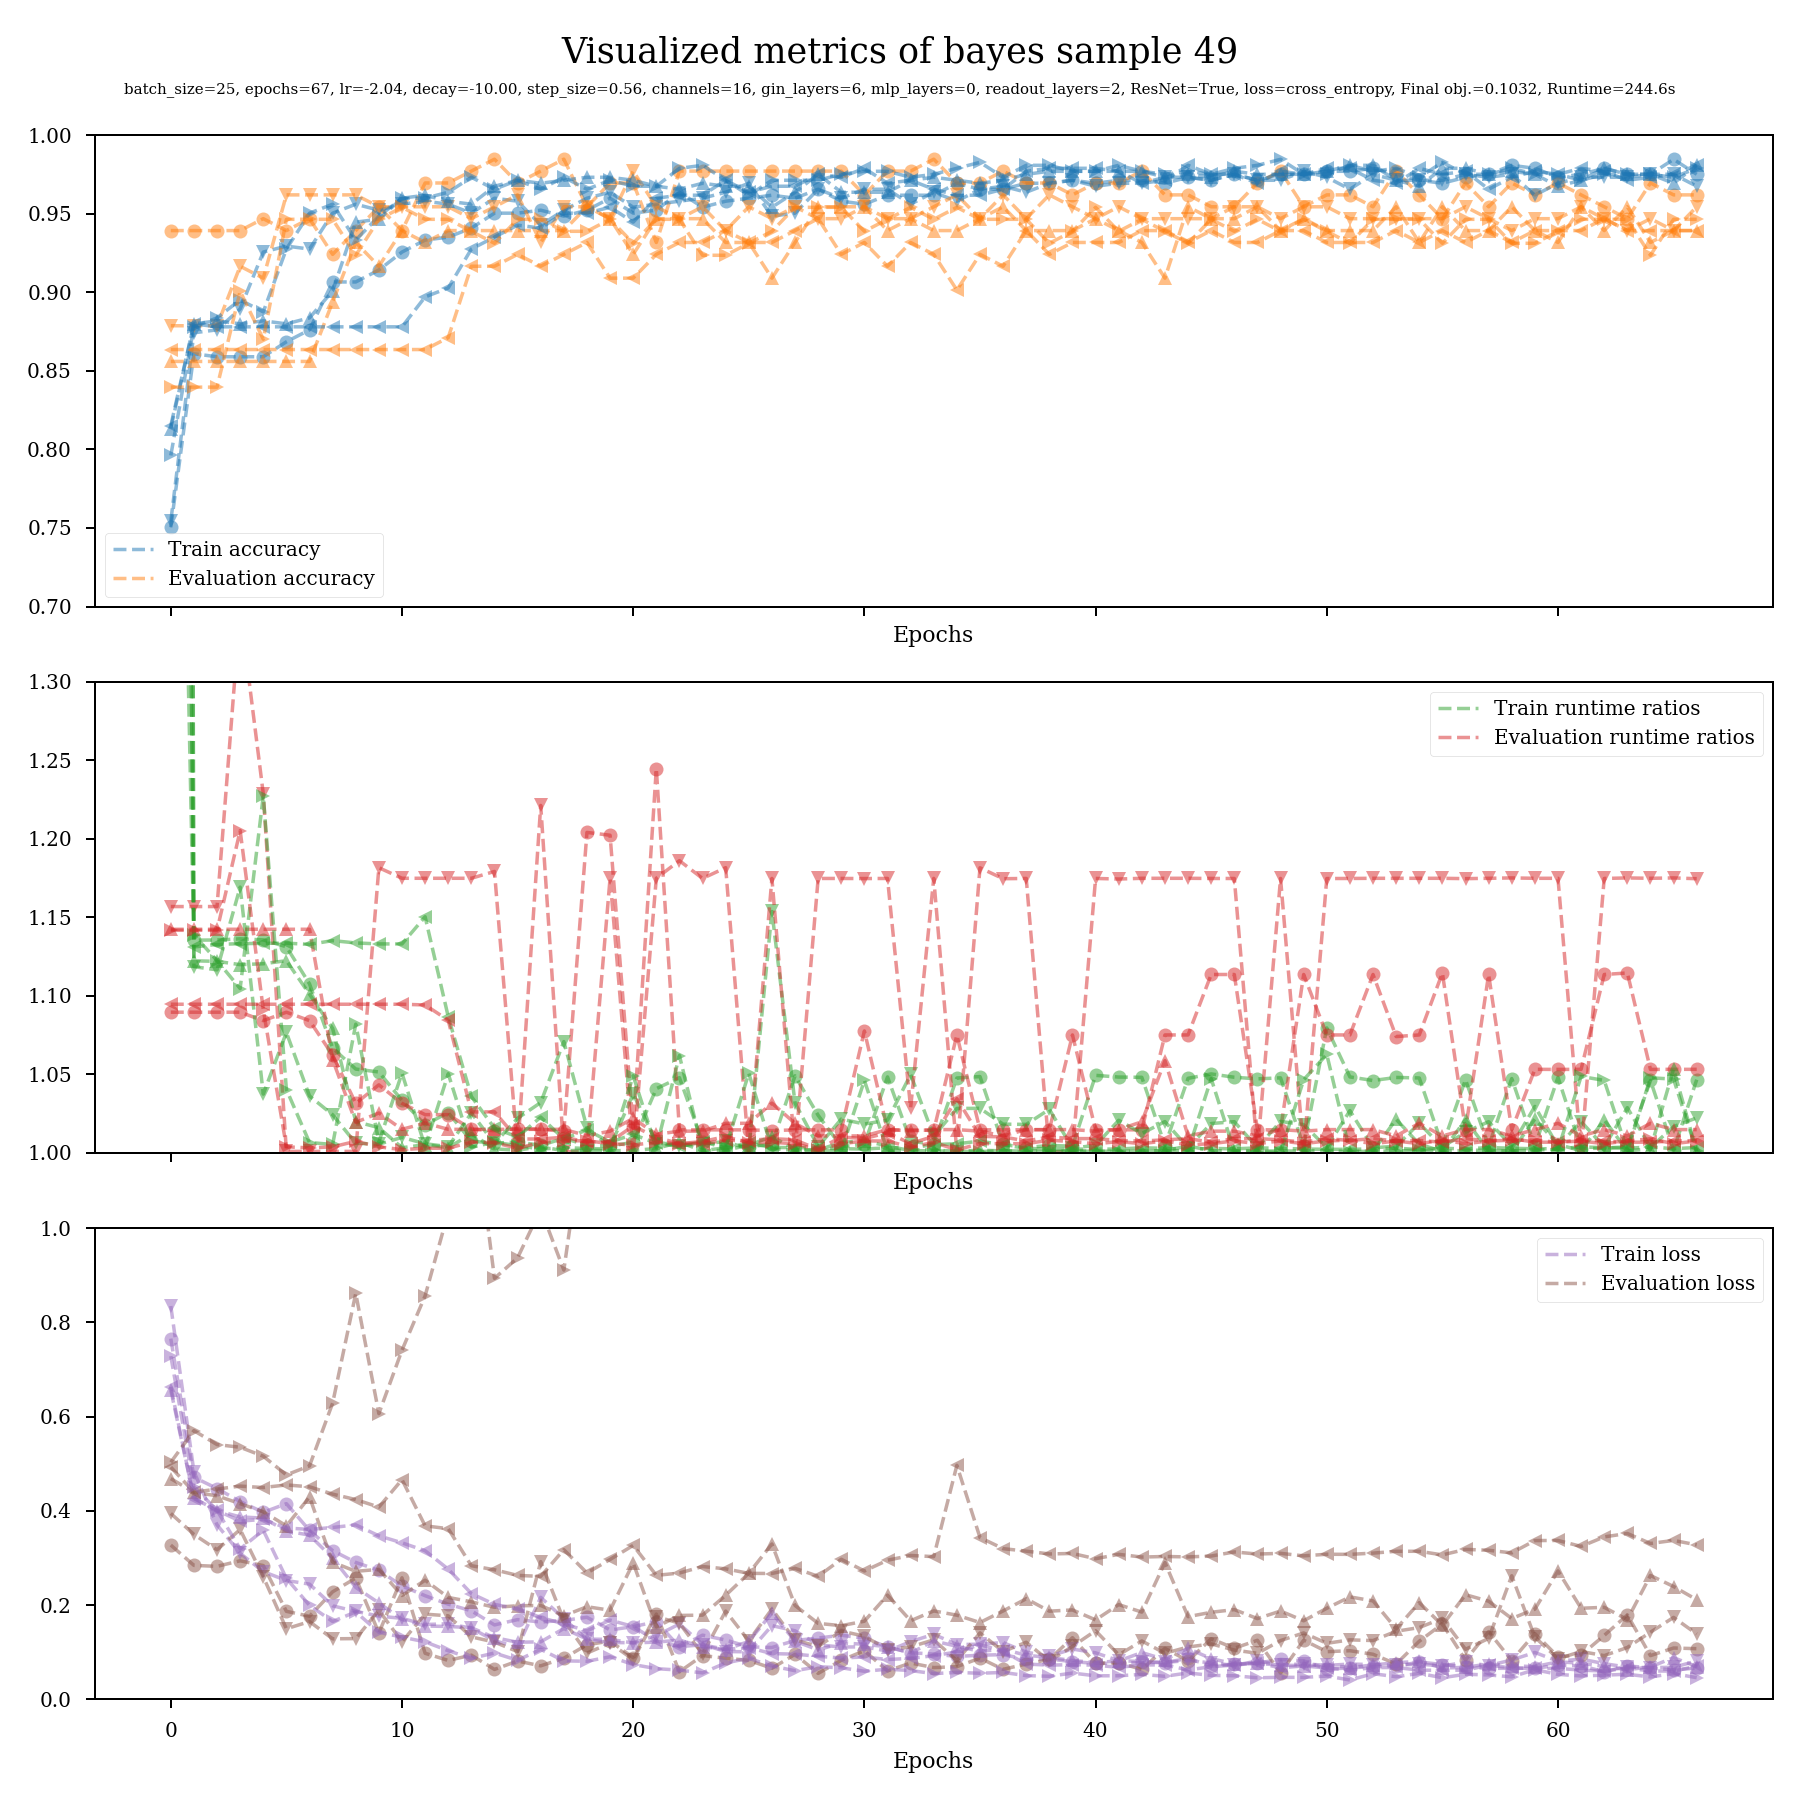 Visualized metrics of bayes sample 49
batch_size=25, epochs=67, lr=-2.04, decay=-10.00, step_size=0.56, channels=16, gin_layers=6, mlp_layers=0, readout_layers=2, ResNet=True, loss=cross_entropy, Final obj.=0.1032, Runtime=244.6s
1.00
0.95
0.90
0.85
0.80
0.75
0.70
Train accuracy
Evaluation accuracy
Epochs
1.30
1.25
1.20
1.15
1.10
1.05
1.00
Train runtime ratios
Evaluation runtime ratios
Epochs
1.0
0.8
0.6
0.4
0.2
0.0
Train loss
Evaluation loss
0 10 20 30 40 50 60
Epochs